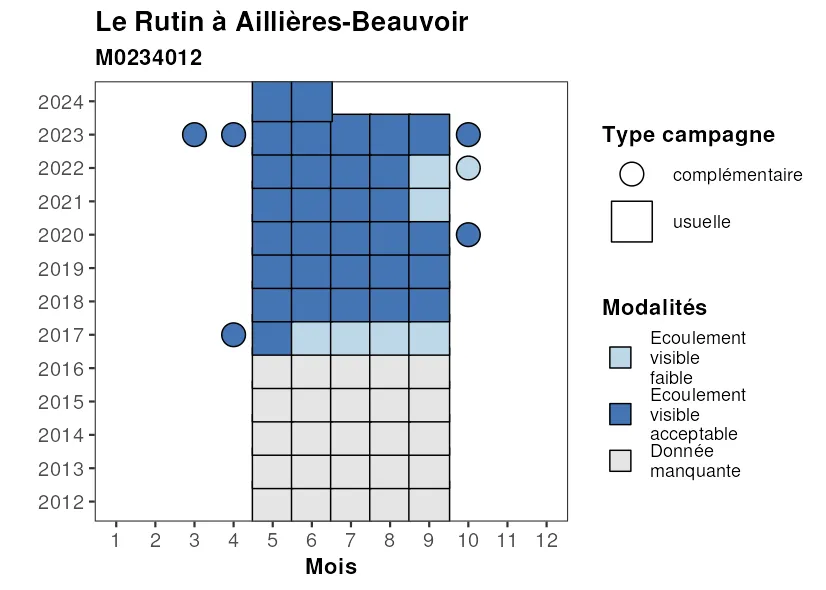 Le Rutin à Aillières-Beauvoir
M0234012
2024
2023
2022
2021
2020
2019
2018
2017
2016
2015
2014
2013
2012
1 2 3 4 5 6 7 8 9 10 11 12
Mois
Type campagne
complémentaire
usuelle
Modalités
Ecoulement
visible
faible
Ecoulement
visible
acceptable
Donnée
manquante